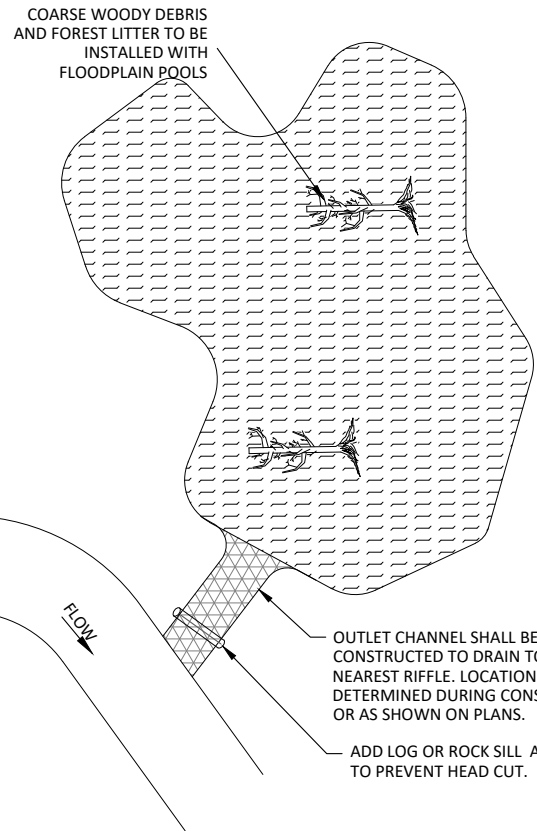 COARSE WOODY DEBRIS
AND FOREST LITTER TO BE
INSTALLED WITH
FLOODPLAIN POOLS
FLOW
OUTLET CHANNEL SHALL BE
CONSTRUCTED TO DRAIN TO
NEAREST RIFFLE. LOCATION
DETERMINED DURING
OR AS SHOWN ON PLANS.
ADD LOG OR ROCK SILL
TO PREVENT HEAD CUT.